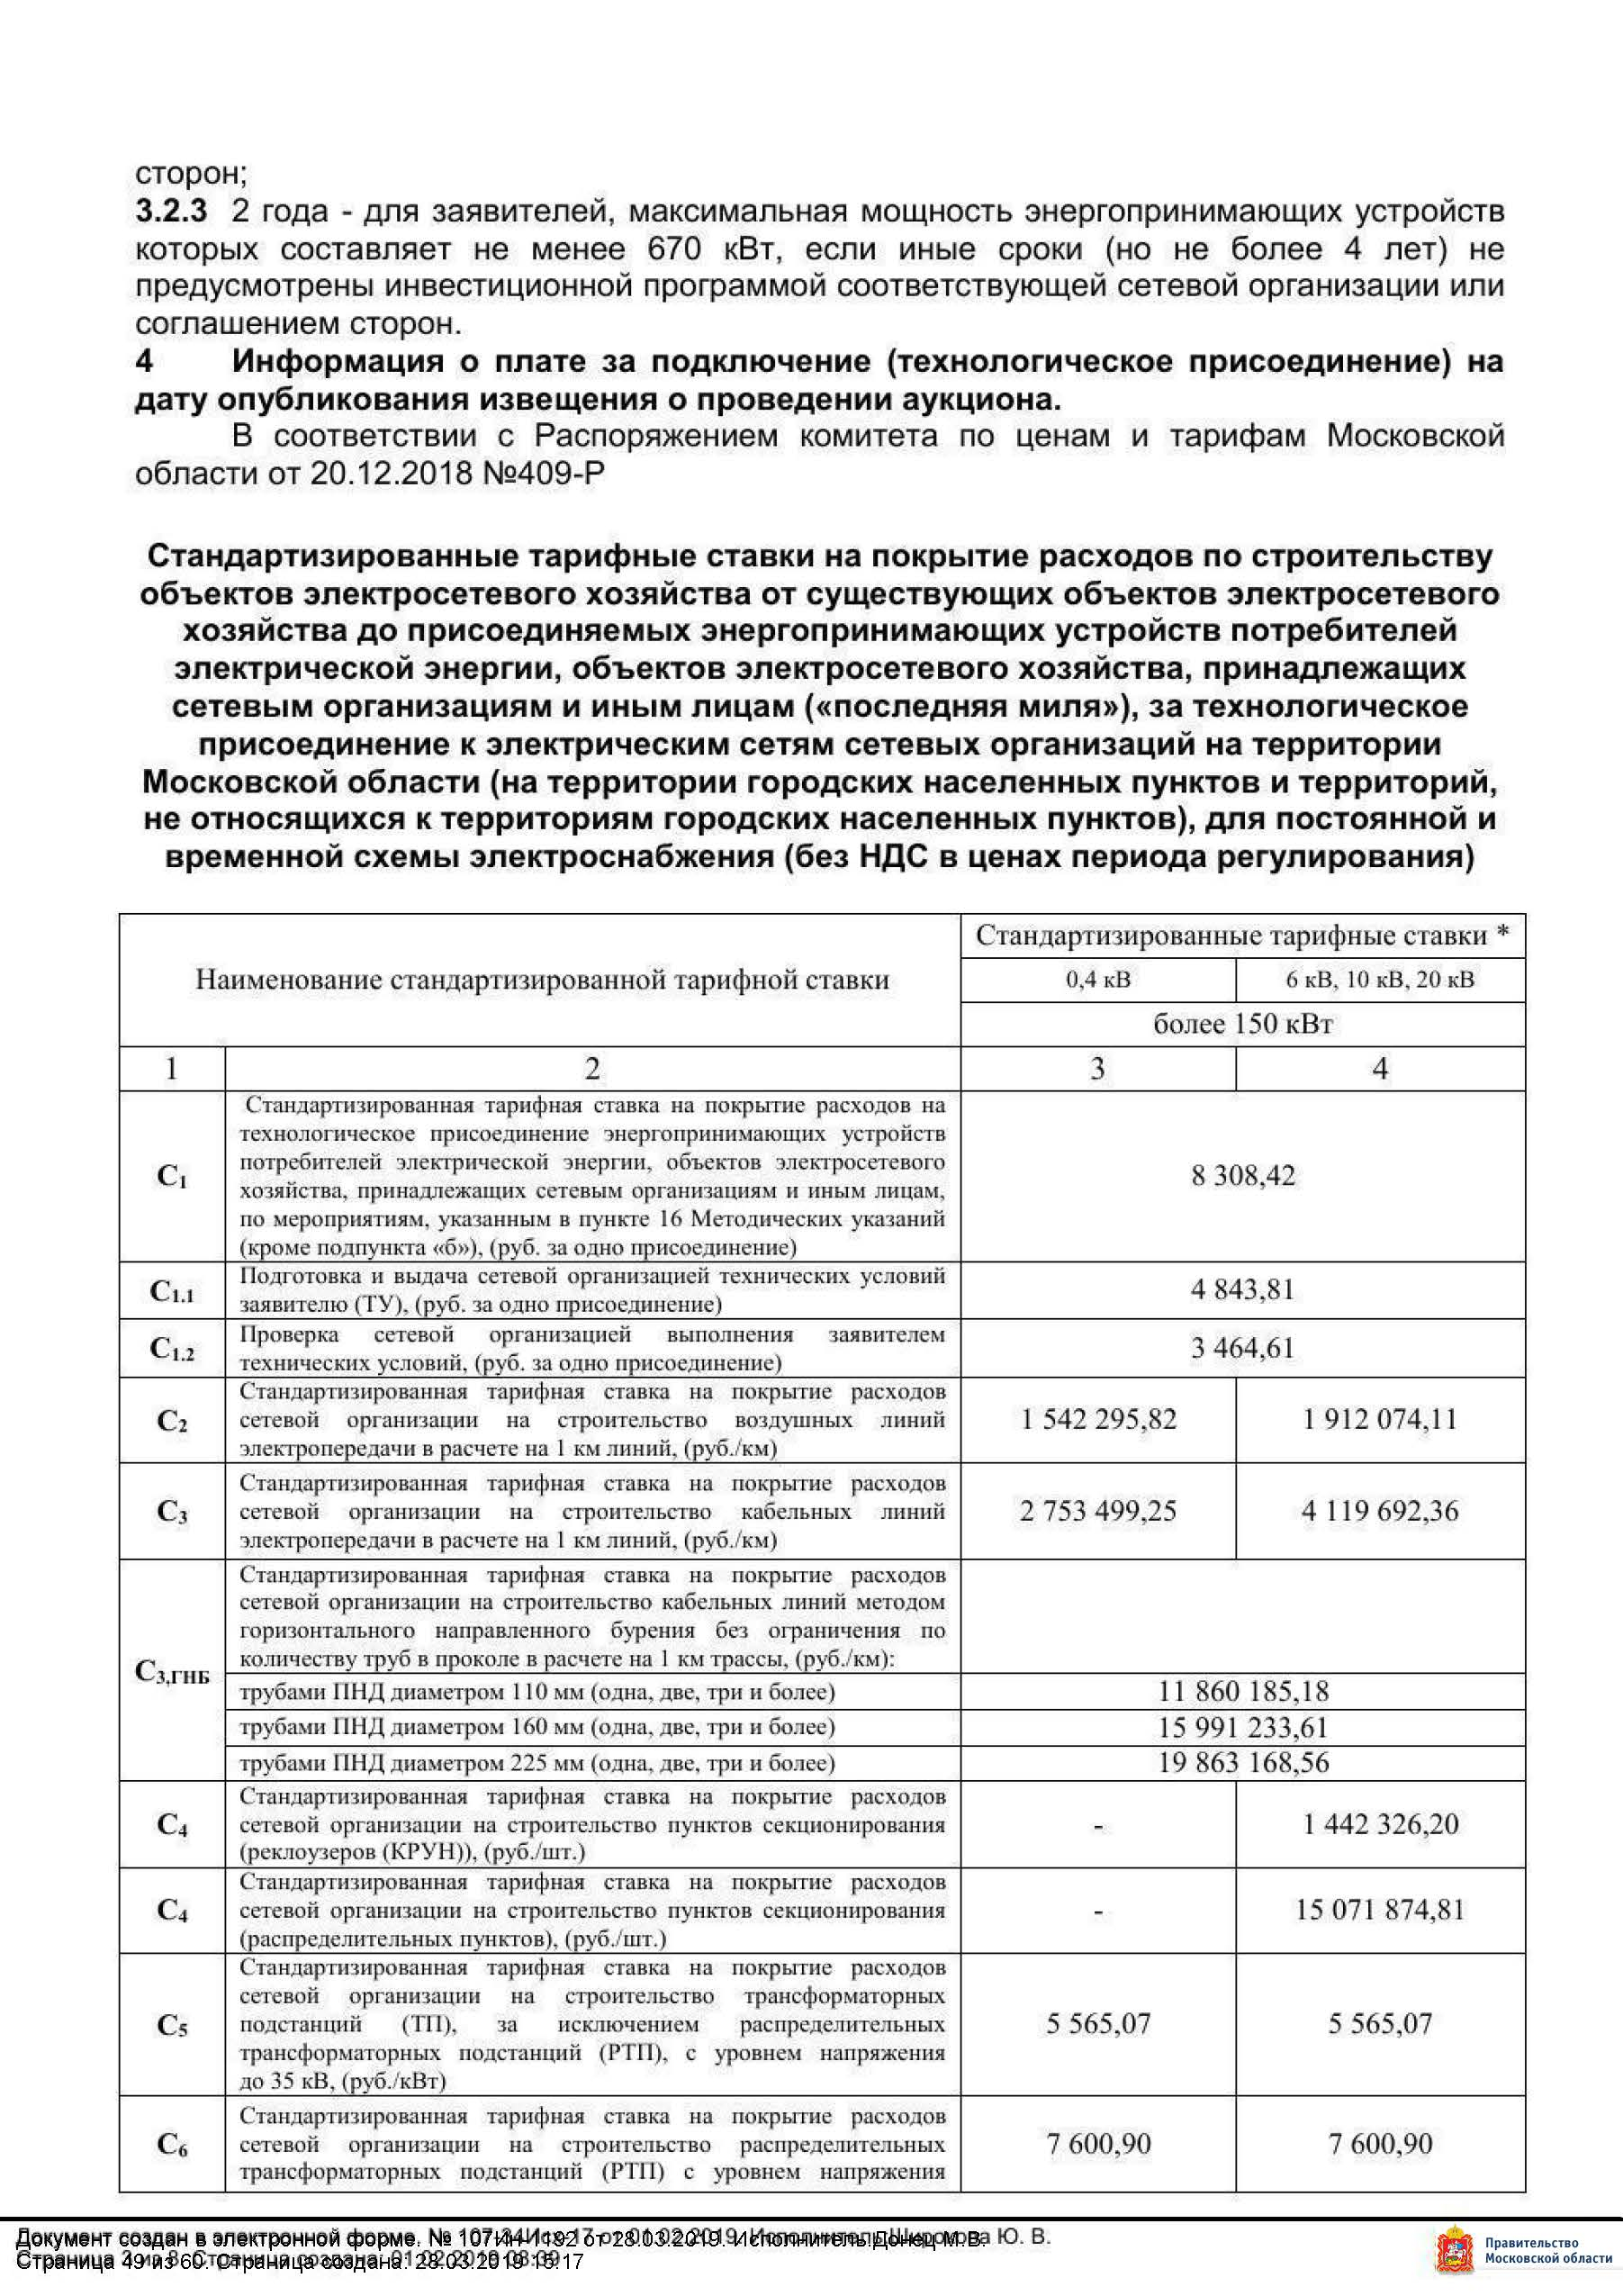 сторон;
3.2.3 2 года - для заявителей, максимальная мощность энергопринимающих устройств
которых составляет не менее 670 кВт, если иные сроки (но не более 4 лет) не
предусмотрены инвестиционной программой соответствующей сетевой организации или
соглашением сторон.
4 Информация о плате за подключение (технологическое присоединение) на
дату опубликования извещения о проведении аукциона.
В соответствии с Распоряжением комитета по ценам и тарифам Московской
области от 20.12.2018 №409-Р
Стандартизированные тарифные ставки на покрытие расходов по строительству
объектов электросетевого хозяйства от существующих объектов электросетевого
хозяйства до присоединяемых энергопринимающих устройств потребителей
электрической энергии, объектов электросетевого хозяйства, принадлежащих
сетевым организациям и иным лицам («последняя миля»), за технологическое
присоединение к электрическим сетям сетевых организаций на территории
Московской области (на территории городских населенных пунктов и территорий,
не относящихся к территориям городских населенных пунктов), для постоянной и
временной схемы электроснабжения (без НДС в ценах периода регулирования)
Наименование стандартизированной тарифной ставки
Стандартизированные тарифные ставки *
0,4 кВ 6 кВ, 10 кВ, 20 кВ
более 150 кВт
1 2 3 4
С1
Стандартизированная тарифная ставка на покрытие расходов на
технологическое присоединение энергопринимающих устройств
потребителей электрической энергии, объектов электросетевого
хозяйства, принадлежащих сетевым организациям и иным лицам,
по мероприятиям, указанным в пункте 16 Методических указаний
(кроме подпункта «б»), (руб. за одно присоединение)
8 308,42
С1.1
Подготовка и выдача сетевой организацией технических условий
заявителю (ТУ), (руб. за одно присоединение)
4 843,81
С1.2
Проверка сетевой организацией выполнения заявителем
технических условий, (руб. за одно присоединение)
3 464,61
С2
Стандартизированная тарифная ставка на покрытие расходов
сетевой организации на строительство воздушных линий
электропередачи в расчете на 1 км линий, (руб./км)
1 542 295,82 1 912 074,11
С3
Стандартизированная тарифная ставка на покрытие расходов
сетевой организации на строительство кабельных линий
электропередачи в расчете на 1 км линий, (руб./км)
2 753 499,25 4 119 692,36
С3,ГНБ
Стандартизированная тарифная ставка на покрытие расходов
сетевой организации на строительство кабельных линий методом
горизонтального направленного бурения без ограничения по
количеству труб в проколе в расчете на 1 км трассы, (руб./км):
трубами ПНД диаметром 110 мм (одна, две, три и более) 11 860 185,18
трубами ПНД диаметром 160 мм (одна, две, три и более) 15 991 233,61
трубами ПНД диаметром 225 мм (одна, две, три и более) 19 863 168,56
С4
Стандартизированная тарифная ставка на покрытие расходов
сетевой организации на строительство пунктов секционирования
(реклоузеров (КРУН)), (руб./шт.)
- 1 442 326,20
С4
Стандартизированная тарифная ставка на покрытие расходов
сетевой организации на строительство пунктов секционирования
(распределительных пунктов), (руб./шт.)
- 15 071 874,81
С5
Стандартизированная тарифная ставка на покрытие расходов
сетевой организации на строительство трансформаторных
подстанций (ТП), за исключением распределительных
трансформаторных подстанций (РТП), с уровнем напряжения
до 35 кВ, (руб./кВт)
5 565,07 5 565,07
С6
Стандартизированная тарифная ставка на покрытие расходов
сетевой организации на строительство распределительных
трансформаторных подстанций (РТП) с уровнем напряжения
7 600,90 7 600,90
Документ создан в электронной форме. № Ю. В.
Правительство
Московской области